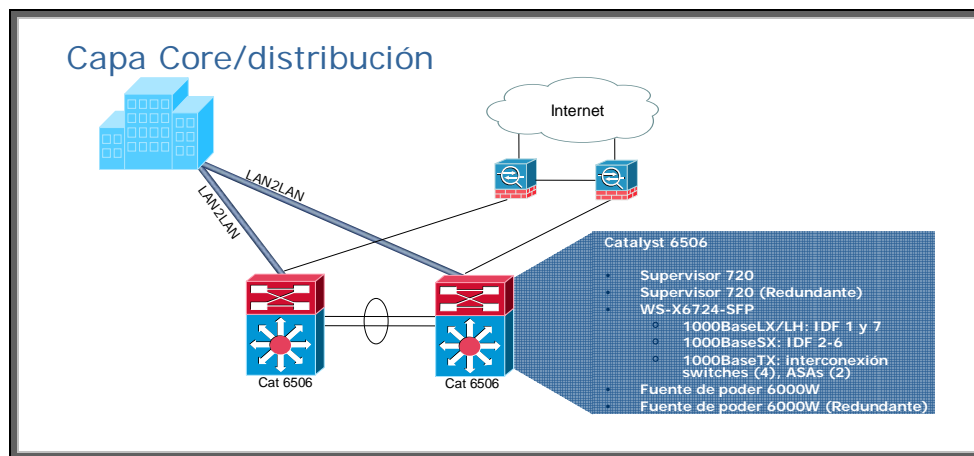 Capa Core/distribución
Internet
LAN2LAN
LAN2LAN
Catalyst 6506
• Supervisor 720
• Supervisor 720 (Redundante)
• WS-X6724-SFP
o 1000BaseLX/LH: IDF 1 y 7
o 1000BaseSX: IDF 2-6
o 1000BaseTX: interconexión
switches (4), ASAs (2)
• Fuente de poder 6000W
• Fuente de poder 6000W (Redundante)
Cat 6506
Cat 6506